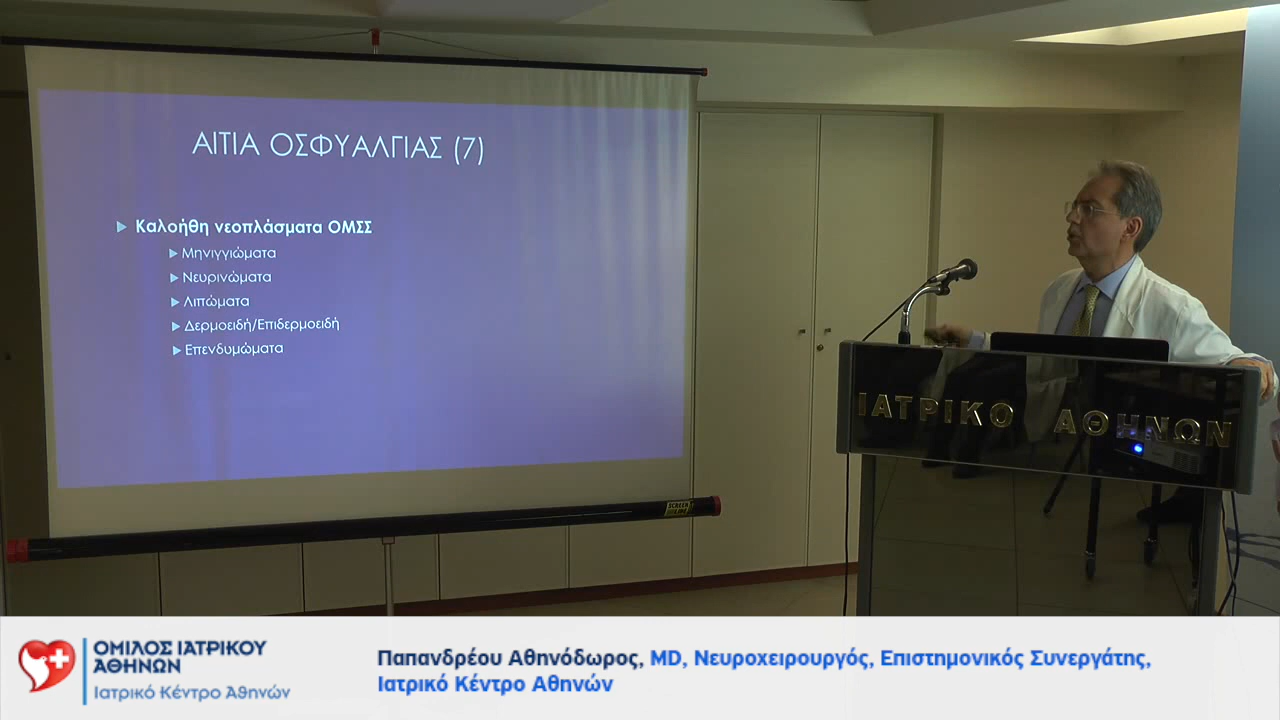 ΑΙΤΙΑ ΟΣΦΥΑΛΓΙΑΣ (7)
Καλοήθη νεοπλάσματα ΟΜΣΣ
Μηνιγγιώματα
Νευρινώματα
Λιπώματα
Δερμοειδή/Επιδερμοειδή
Επενδυμώματα
ΙΑΤΡΙΚΟ ΑΘΗΝΩΝ
ΟΜΙΛΟΣ ΙΑΤΡΙΚΟΥ
ΑΘΗΝΩΝ
Ιατρικό Κέντρο Αθηνών
Παπανδρέου Αθηνόδωρος, MD, Νευροχειρουργός, Επιστημονικός Συνεργάτης,
Ιατρικό Κέντρο Αθηνών